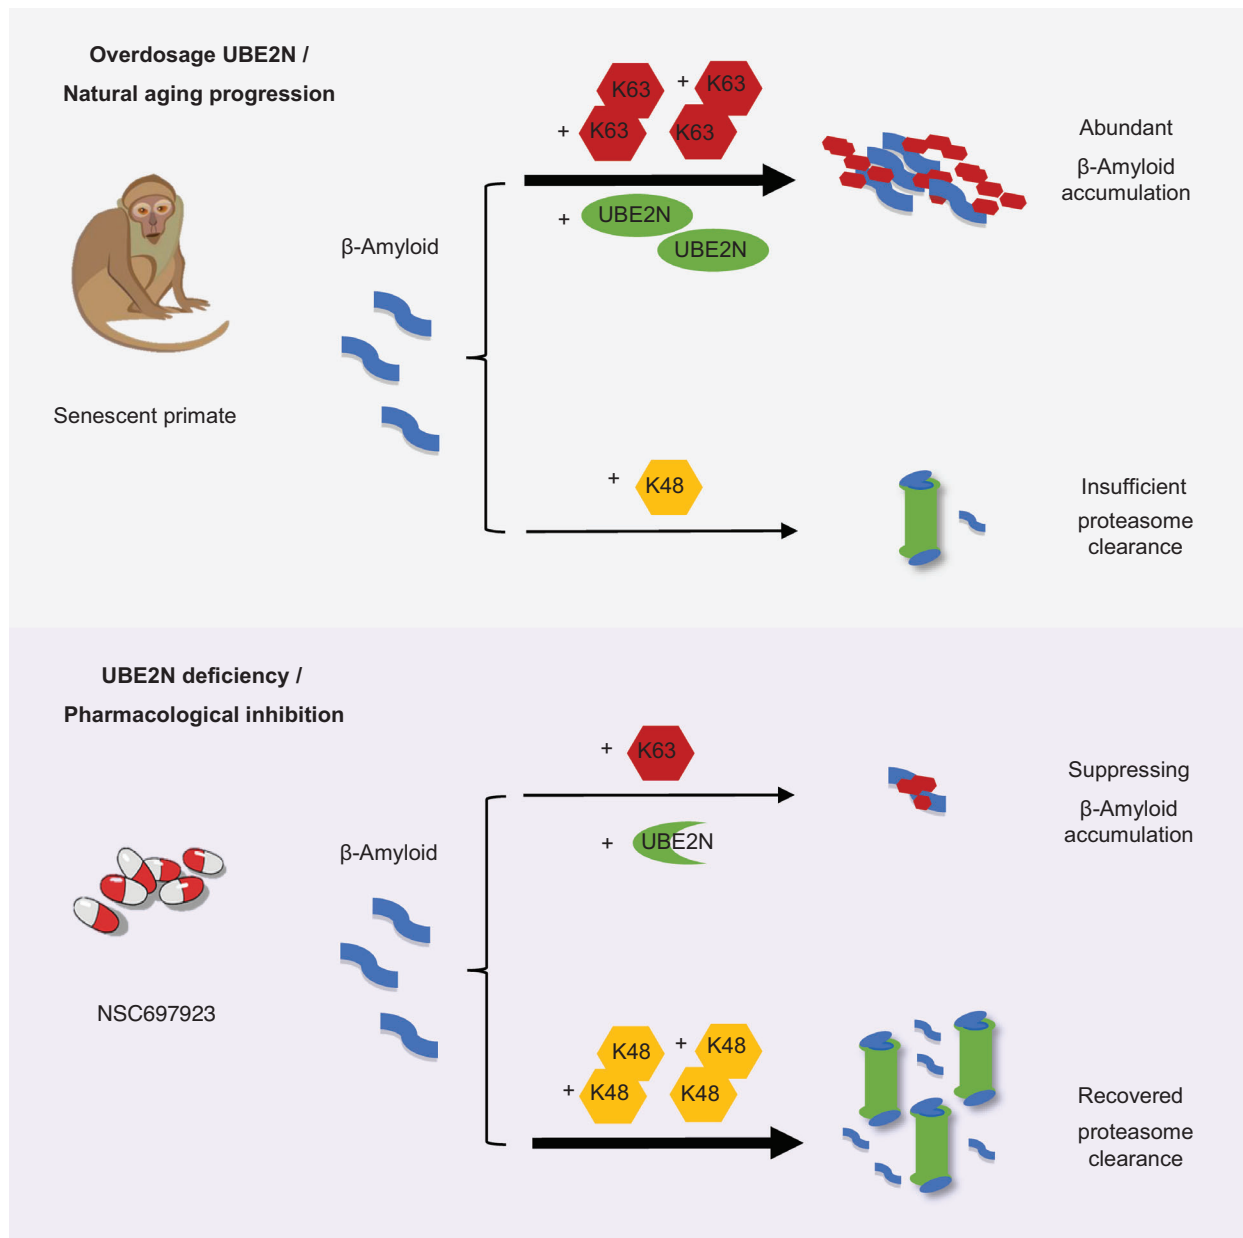 Overdosage UBE2N /
Natural aging progression
K63
+ K63
+ K63
K63
+ UBE2N
UBE2N
Abundant
β-Amyloid
accumulation
β-Amyloid
Senescent primate
+ K48
Insufficient
proteasome
clearance
UBE2N deficiency /
Pharmacological inhibition
+ K63
+ UBE2N
Suppressing
β-Amyloid
accumulation
β-Amyloid
NSC697923
K48
+ K48
+ K48
K48
Recovered
proteasome
clearance